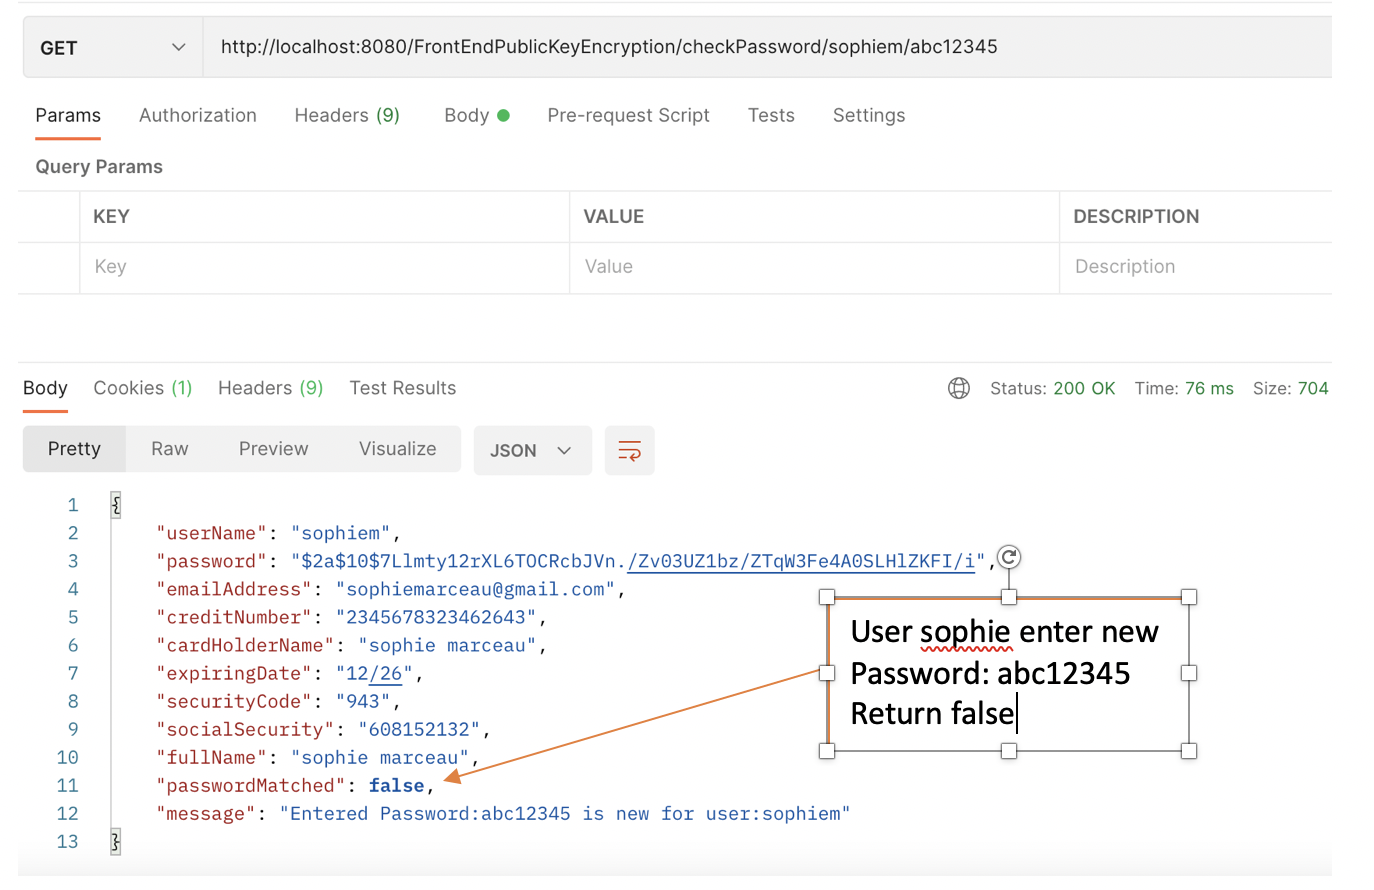 GET http://localhost:8080/FrontEndPublicKeyEncryption/checkPassword/sophiem/abc12345
Params Authorization Headers (9) Body Pre-request Script Tests Settings
Query Params
KEY VALUE DESCRIPTION
Key Value Description
Body Cookies (1) Headers (9) Test Results Status: 200 OK Time: 76 ms Size: 704
Pretty Raw Preview Visualize JSON
1 {
2 "userName": "sophiem",
3 "password": "$2a$10$7Llmty12rXL6TOCRcbJVn./Zv03UZ1bz/ZTqW3Fe4A0SLHlZKFI/i",
4 "emailAddress": "sophiemarceau@gmail.com",
5 "creditNumber": "2345678323462643",
6 "cardHolderName": "sophie marceau",
7 "expiringDate": "12/26",
8 "securityCode": "943",
9 "socialSecurity": "608152132",
10 "fullName": "sophie marceau",
11 "passwordMatched": false,
12 "message": "Entered Password:abc12345 is new for user:sophiem"
13 }
User sophie enter new
Password: abc12345
Return false